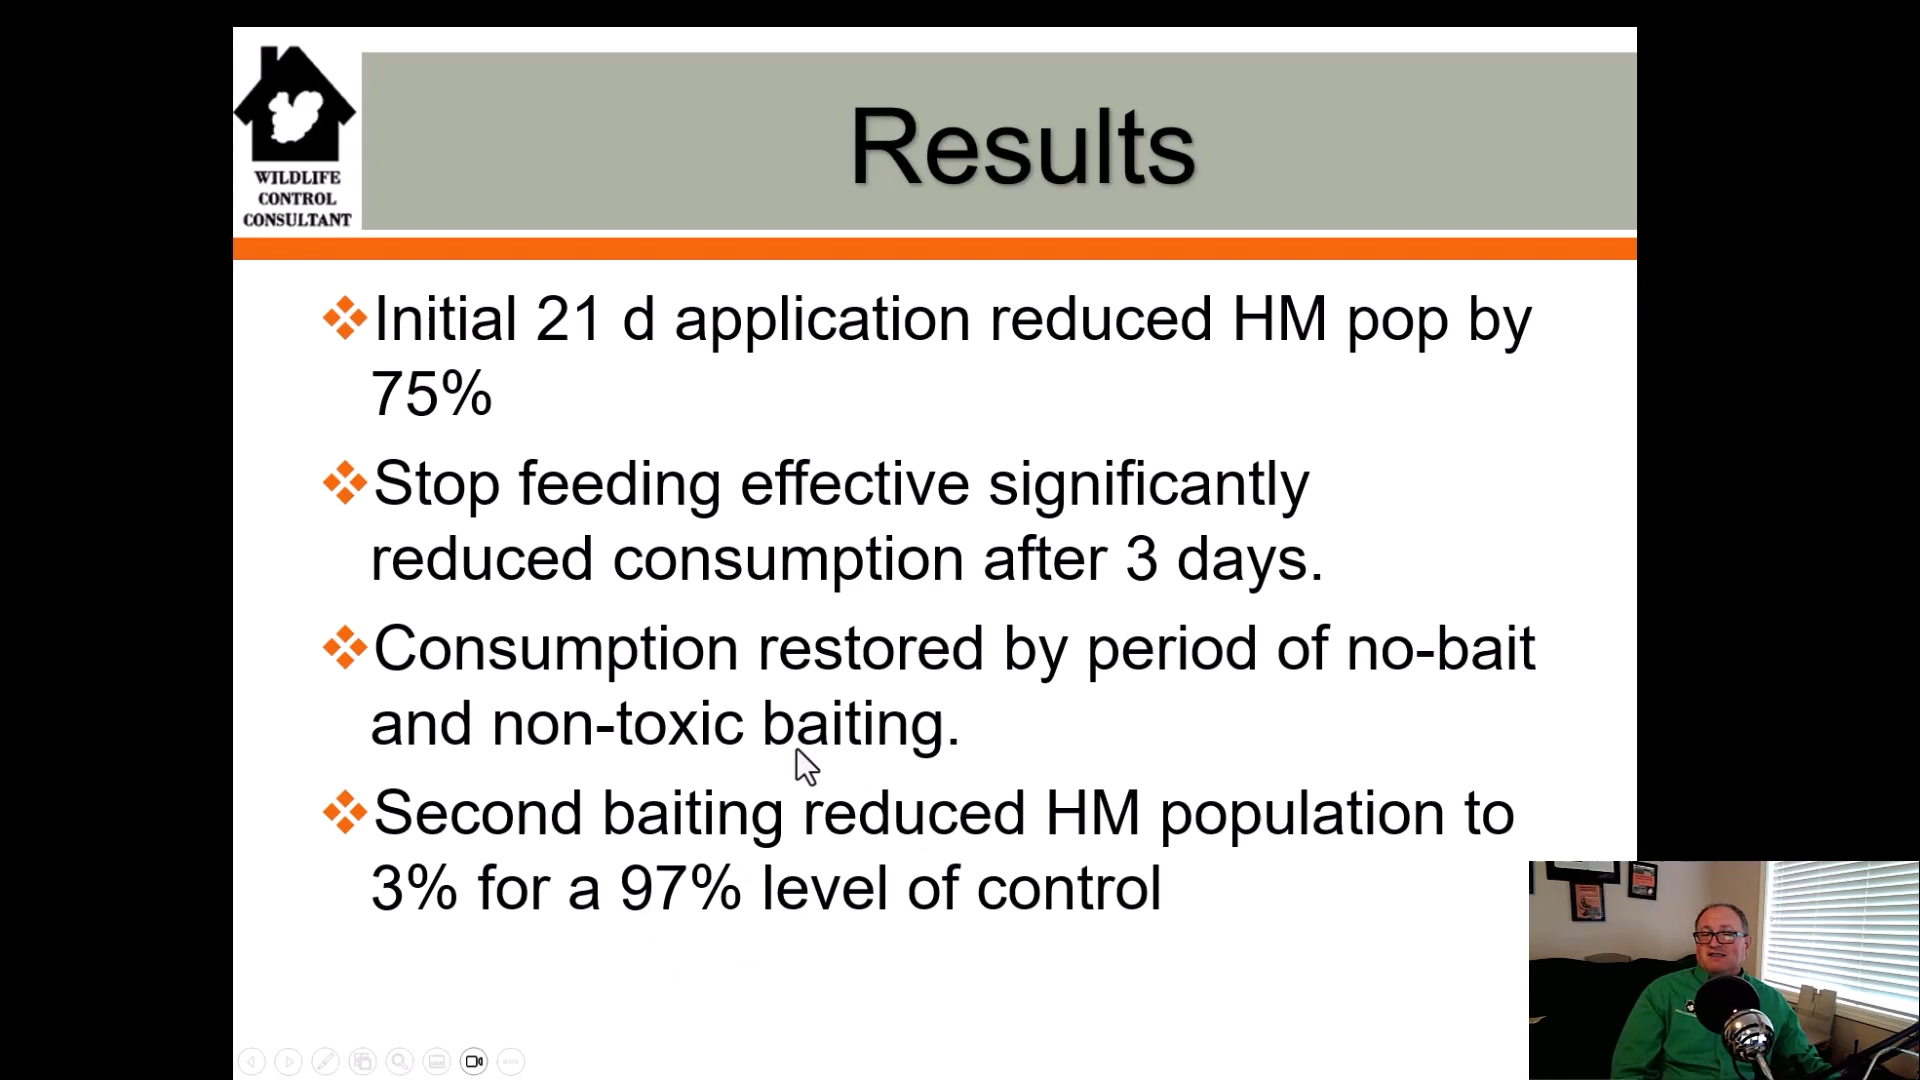 WILDLIFE
CONTROL
CONSULTANT
Results
Initial 21 d application reduced HM pop by
75%
Stop feeding effective significantly
reduced consumption after 3 days.
Consumption restored by period of no-bait
and non-toxic baiting.
Second baiting reduced HM population to
3% for a 97% level of control